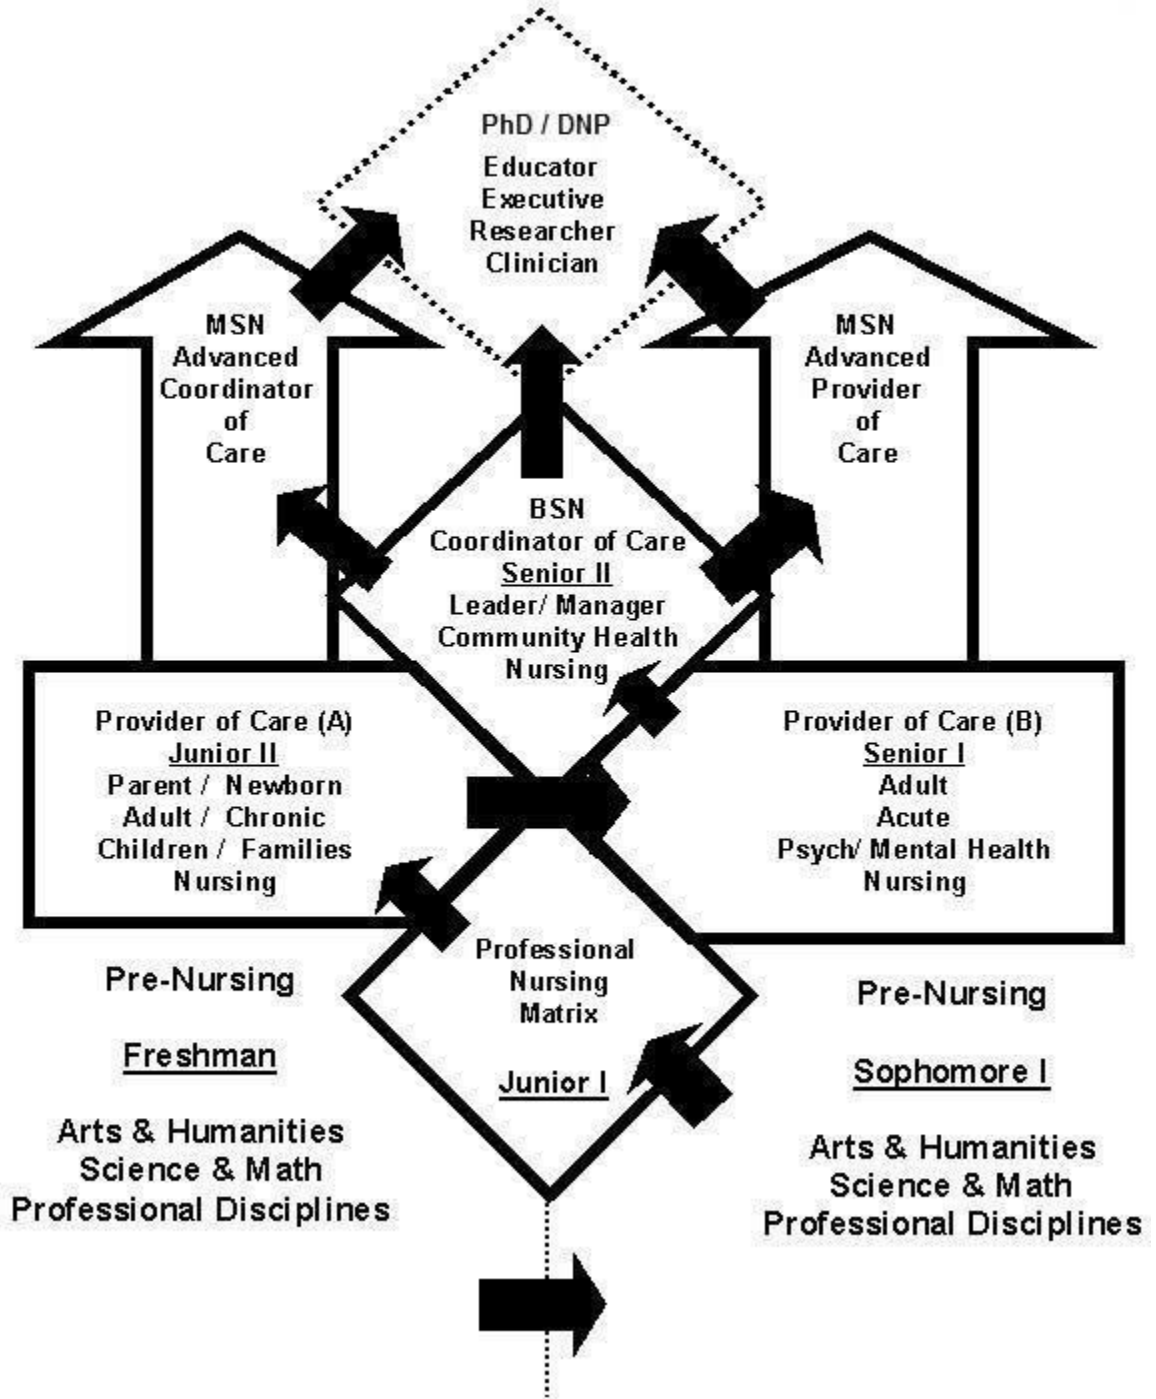 PhD / DNP
Educator
Executive
Researcher
Clinician
MSN
Advanced
Coordinator
of
Care
MSN
Advanced
Provider
of
Care
BSN
Coordinator of Care
Senior II
Leader/ Manager
Community Health
Nursing
Provider of Care (A)
Junior II
Parent / Newborn
Adult / Chronic
Children / Families
Nursing
Provider of Care (B)
Senior I
Adult
Acute
Psych/ Mental Health
Nursing
Professional
Nursing
Matrix
Junior I
Pre-Nursing
Freshman
Arts & Humanities
Science & Math
Professional Disciplines
Pre-Nursing
Sophomore I
Arts & Humanities
Science & Math
Professional Disciplines